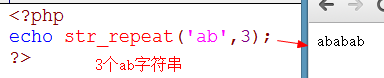 <?php
echo str_repeat('ab',3);
ababab
?>
3个ab字符串